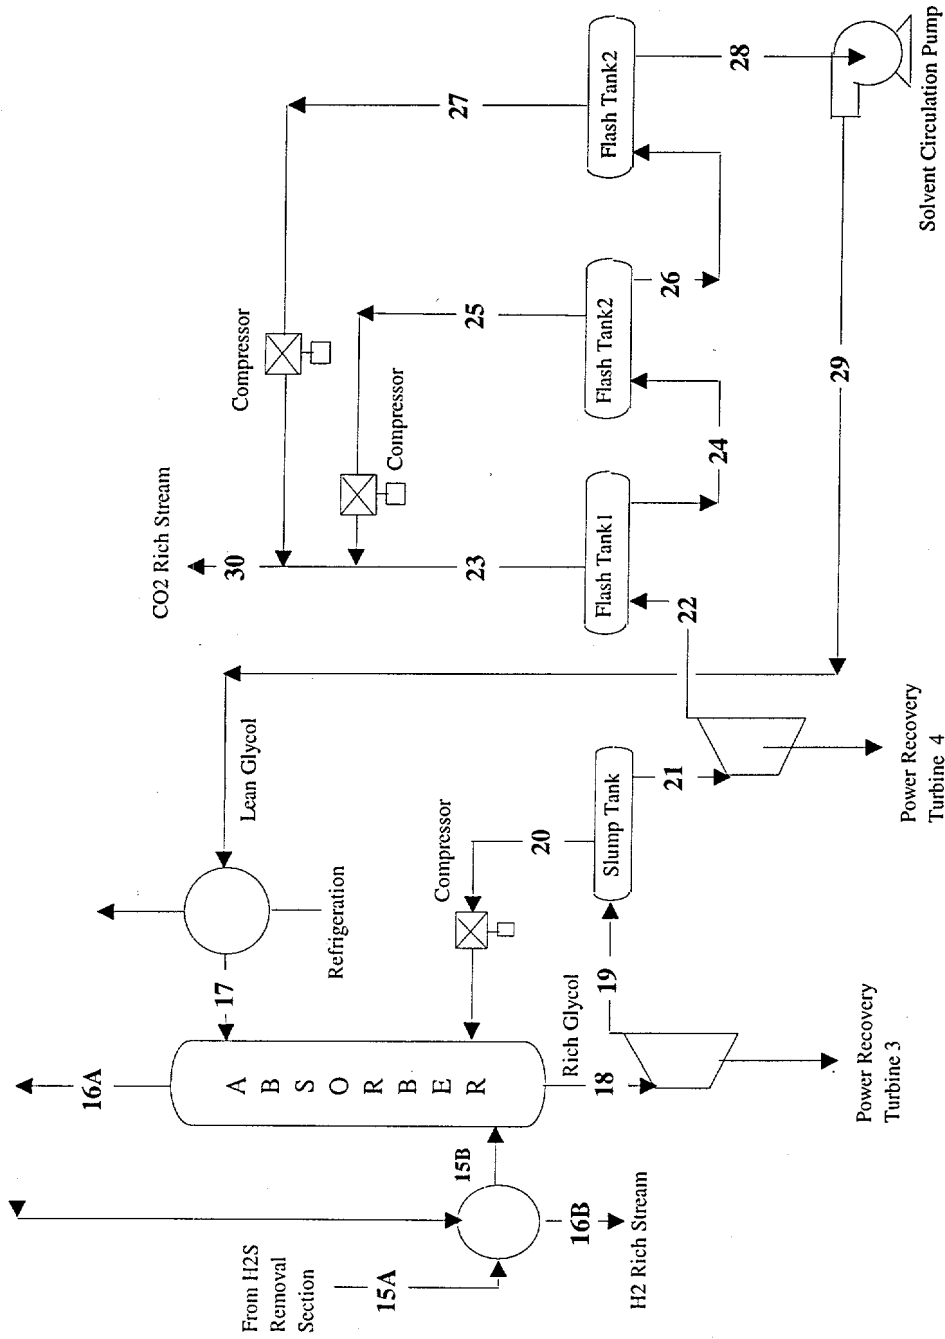 From H2S
Removal
Section
15A
15B
16A
16B
H2 Rich Stream
A
B
S
O
R
B
E
R
17
Refrigeration
Lean Glycol
18
Rich Glycol
Power Recovery
Turbine 3
19
Slump Tank
20
Compressor
21
Power Recovery
Turbine 4
22
Flash Tank1
23
CO2 Rich Stream
30
24
Flash Tank2
25
Compressor
26
Flash Tank2
27
Compressor
28
Solvent Circulation Pump
29